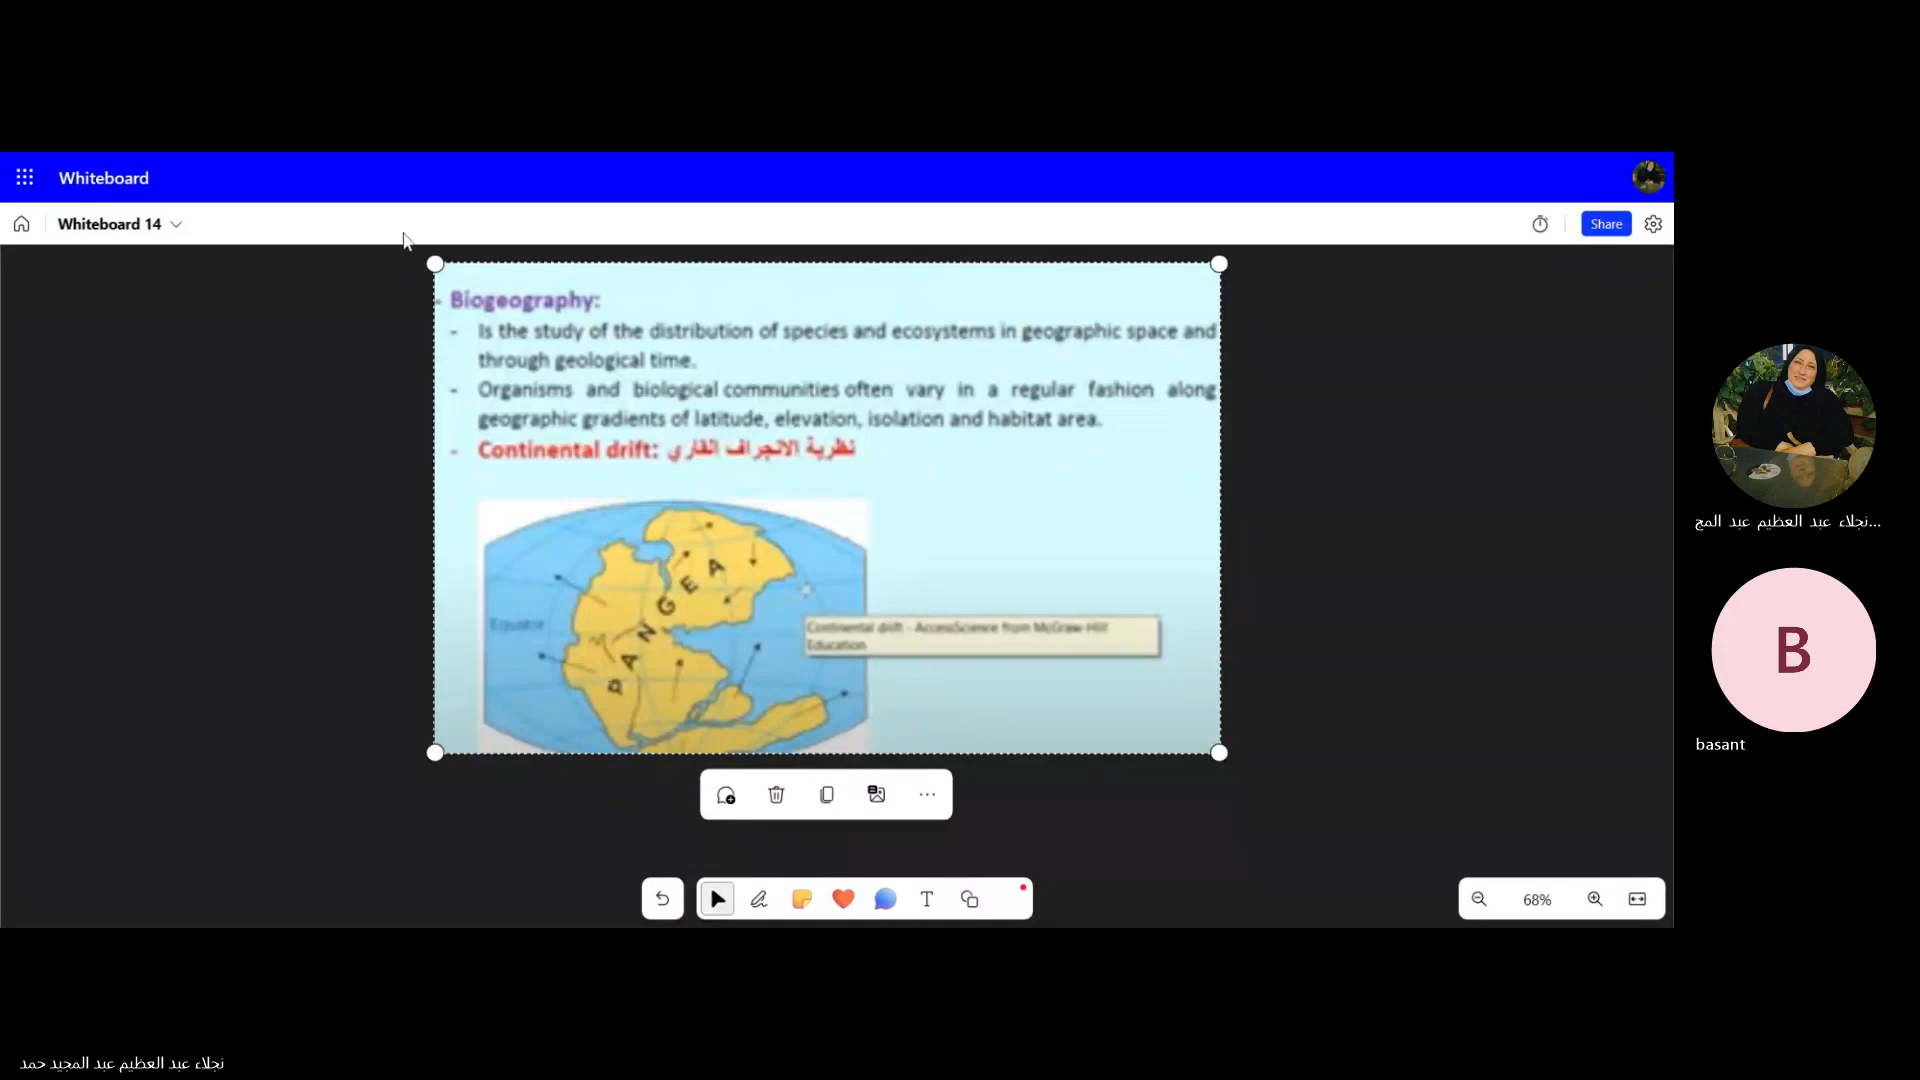 Whiteboard
Whiteboard 14
Share
- Biogeography:
- Is the study of the distribution of species and ecosystems in geographic space and
through geological time.
- Organisms and biological communities often vary in a regular fashion along
geographic gradients of latitude, elevation, isolation and habitat area.
- Continental drift: نظرية الانجراف القاري
PANGEA
Equator
Continental drift - AccessScience from McGraw-Hill
Education
68%
نجلاء عبد العظيم عبد المج...
B
basant
نجلاء عبد العظيم عبد المجيد حمد